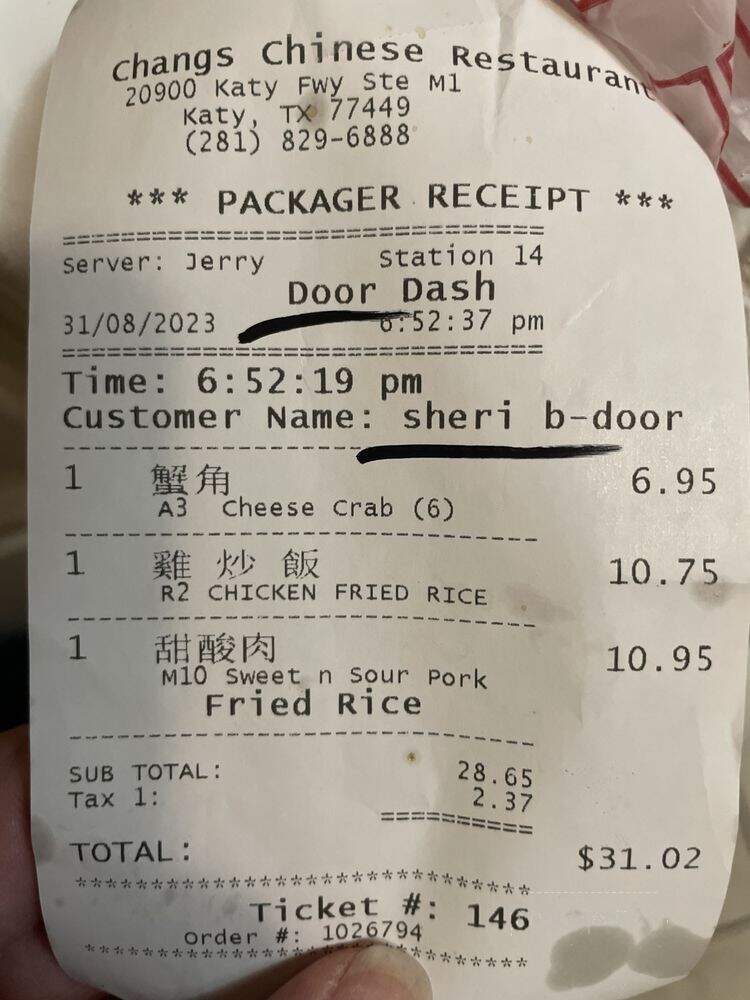 Changs Chinese Restaurant
20900 Katy Fwy Ste M1
Katy, TX 77449
(281) 829-6888
*** PACKAGER RECEIPT ***
================================
Server: Jerry Station 14
Door Dash
31/08/2023 6:52:37 pm
================================
Time: 6:52:19 pm
Customer Name: sheri b-door
--------------------------------
1 蟹角 6.95
A3 Cheese Crab (6)
--------------------------------
1 雞 炒 飯 10.75
R2 CHICKEN FRIED RICE
--------------------------------
1 甜酸肉 10.95
M10 Sweet n Sour Pork
Fried Rice
--------------------------------
SUB TOTAL: 28.65
Tax 1: 2.37
==========
TOTAL: $31.02
******************************
Ticket #: 146
Order #: 1026794
******************************